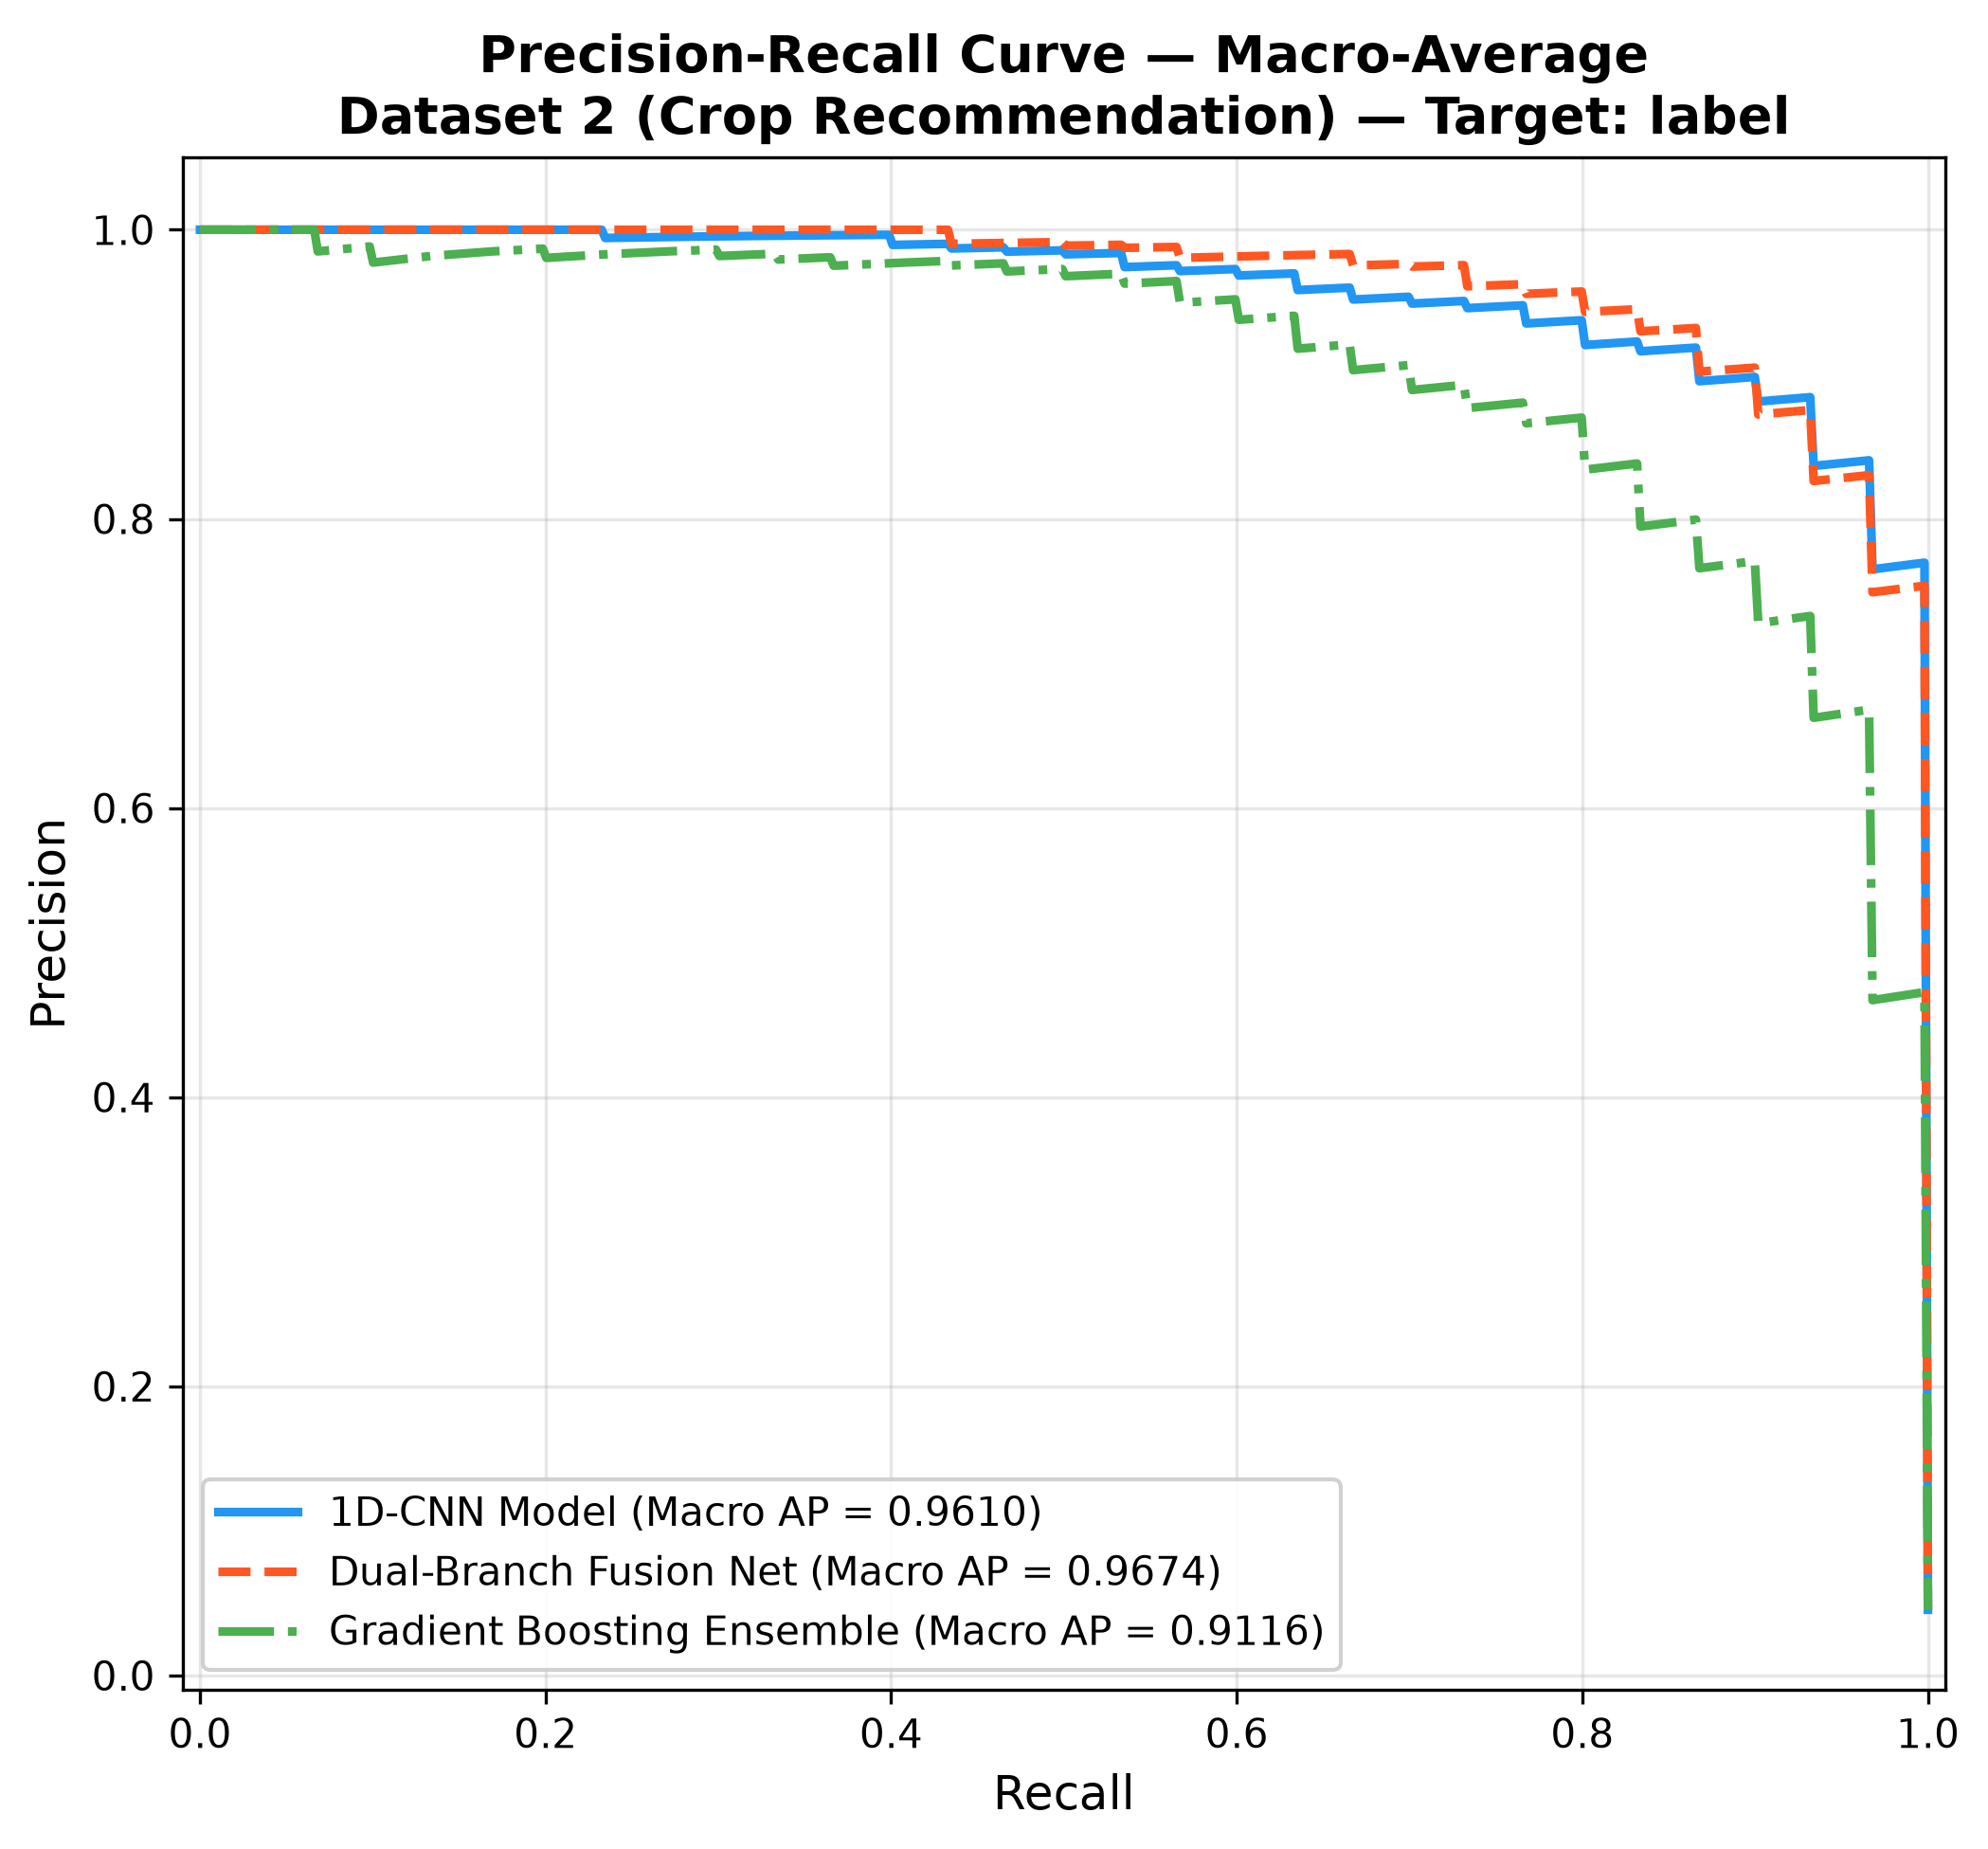 Precision-Recall Curve — Macro-Average
Dataset 2 (Crop Recommendation) — Target: label
1.0
0.8
0.6
0.4
0.2
0.0
Precision
1D-CNN Model (Macro AP = 0.9610)
Dual-Branch Fusion Net (Macro AP = 0.9674)
Gradient Boosting Ensemble (Macro AP = 0.9116)
0.0 0.2 0.4 0.6 0.8 1.0
Recall